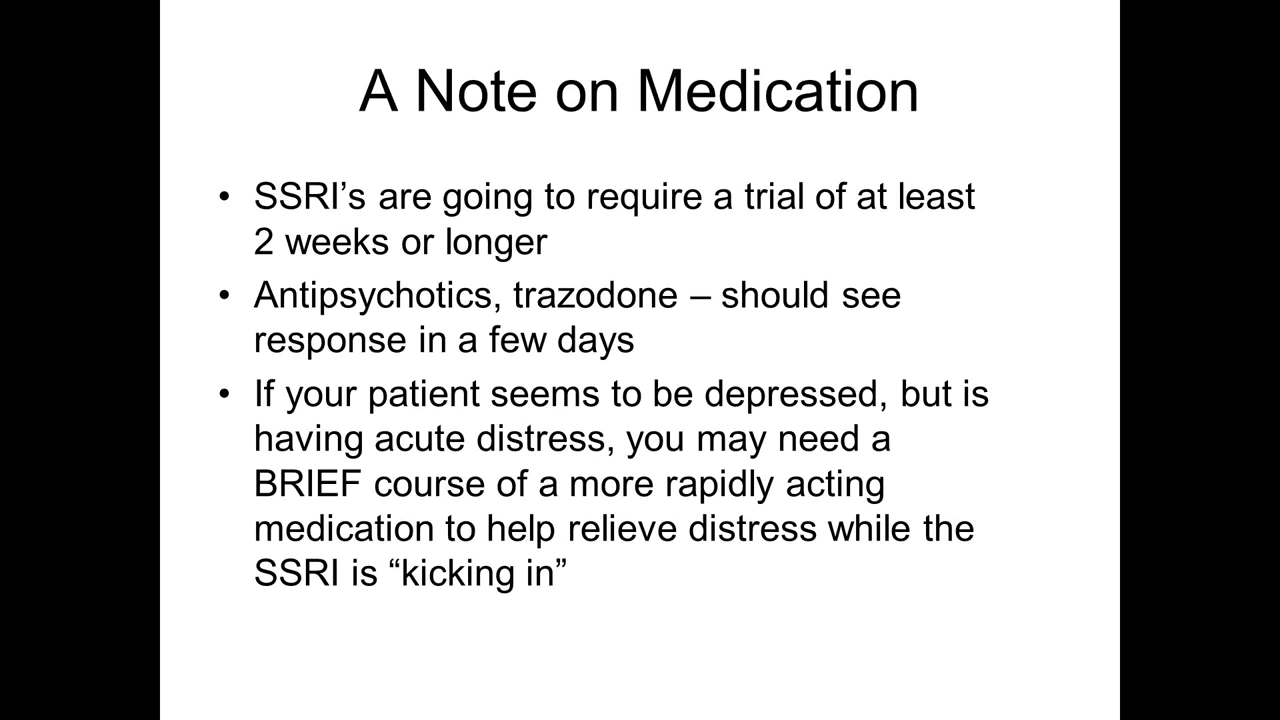 A Note on Medication
• SSRI’s are going to require a trial of at least
2 weeks or longer
• Antipsychotics, trazodone – should see
response in a few days
• If your patient seems to be depressed, but is
having acute distress, you may need a
BRIEF course of a more rapidly acting
medication to help relieve distress while the
SSRI is “kicking in”